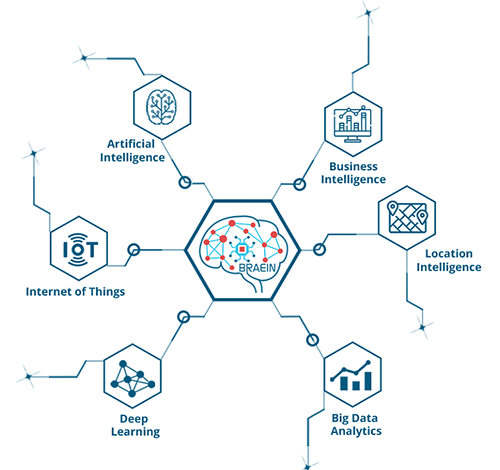 Artificial
Intelligence
Business
Intelligence
IOT
Internet of Things
BRAEIN
Location
Intelligence
Deep
Learning
Big Data
Analytics